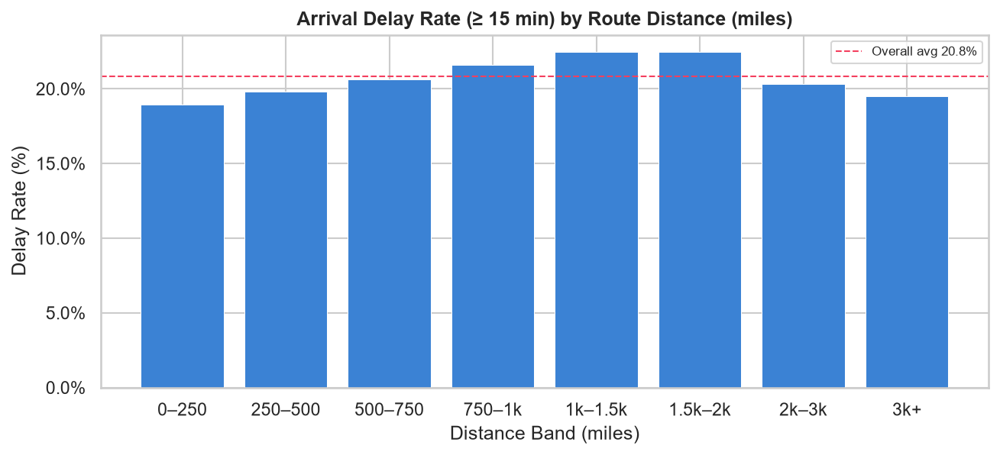 Arrival Delay Rate (≥ 15 min) by Route Distance (miles)
Overall avg 20.8%
Delay Rate (%)
20.0%
15.0%
10.0%
5.0%
0.0%
0–250 250–500 500–750 750–1k 1k–1.5k 1.5k–2k 2k–3k 3k+
Distance Band (miles)